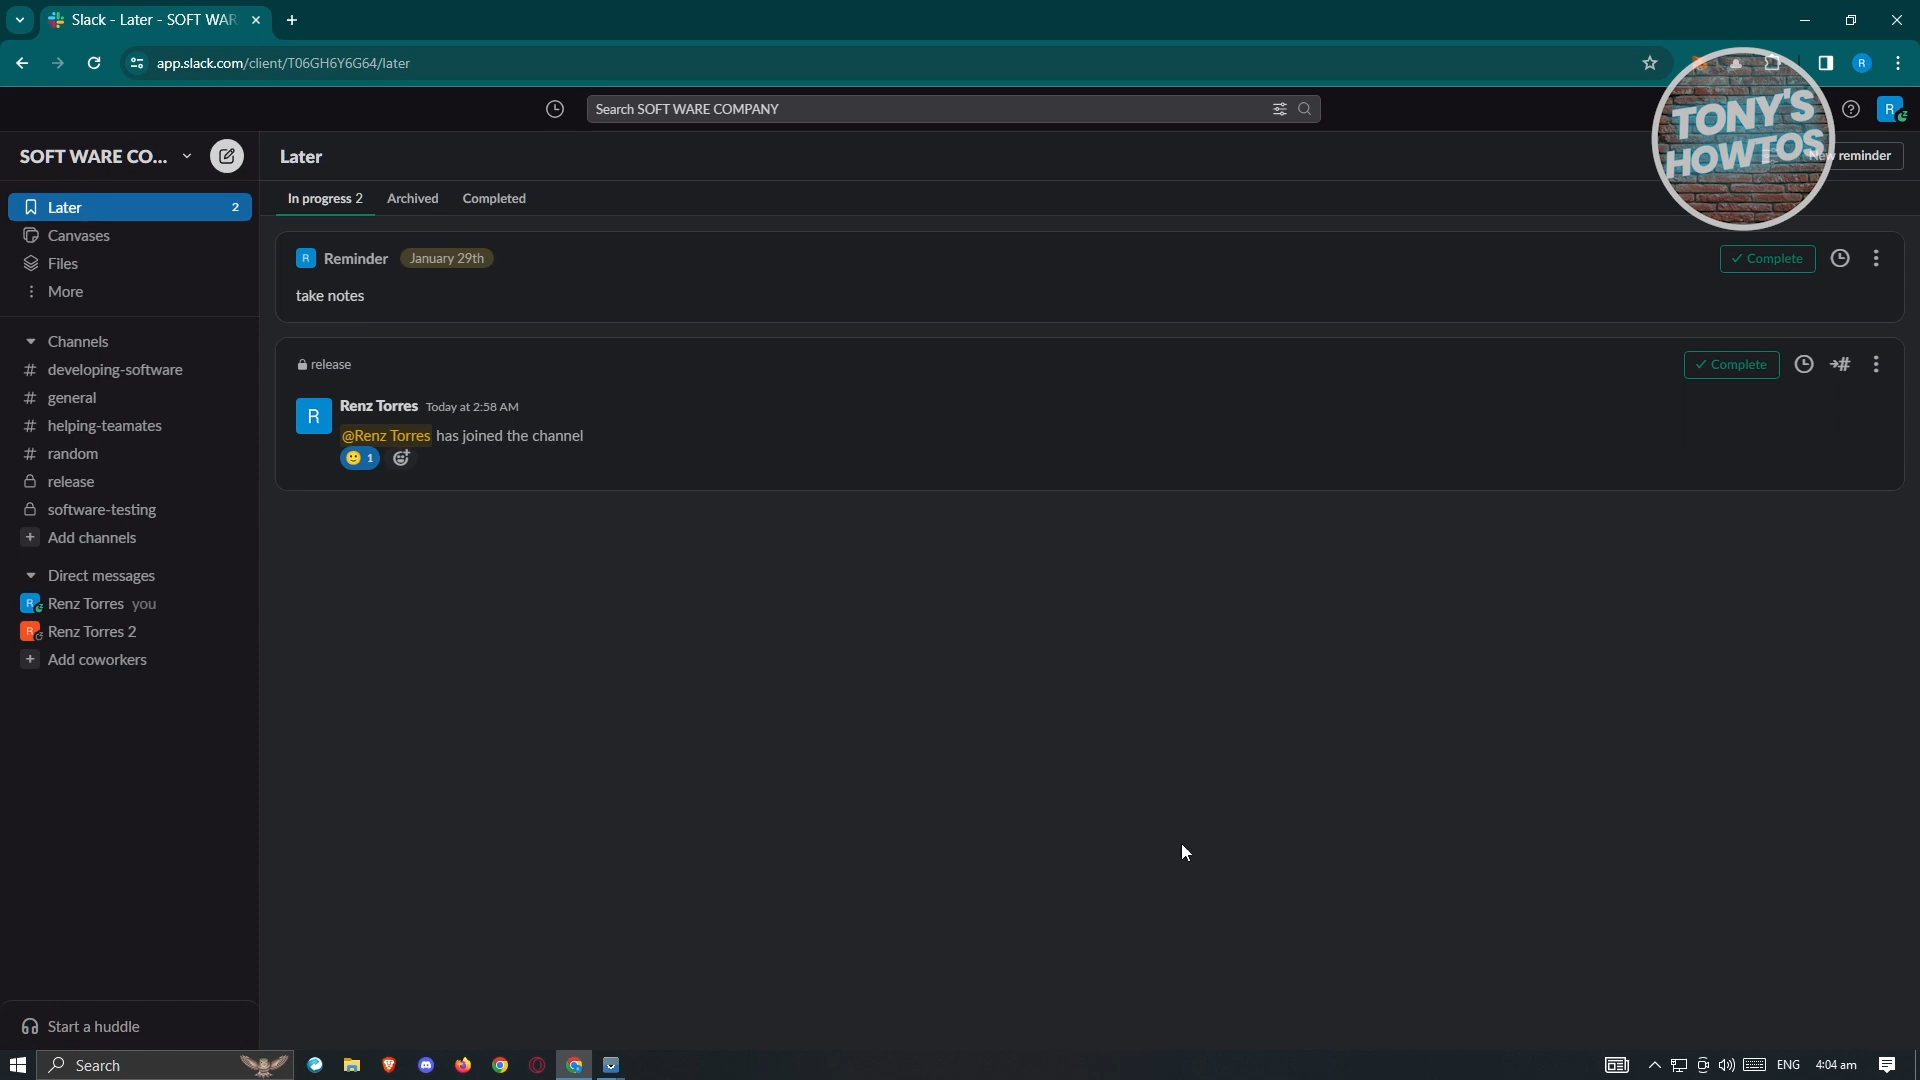 Slack - Later - SOFT WAR
app.slack.com/client/T06GH6Y6G64/later
R
Search SOFT WARE COMPANY
R
TONY'S
HOWTOS
SOFT WARE CO...
Later
New reminder
Later 2
In progress 2 Archived Completed
Canvases
Files
More
R Reminder January 29th
Complete
take notes
Channels
developing-software
general
helping-teamates
random
release
software-testing
Add channels
release
Complete
R
Renz Torres Today at 2:58 AM
@Renz Torres has joined the channel
1
Direct messages
R Renz Torres you
R Renz Torres 2
Add coworkers
Start a huddle
Search
ENG 4:04 am